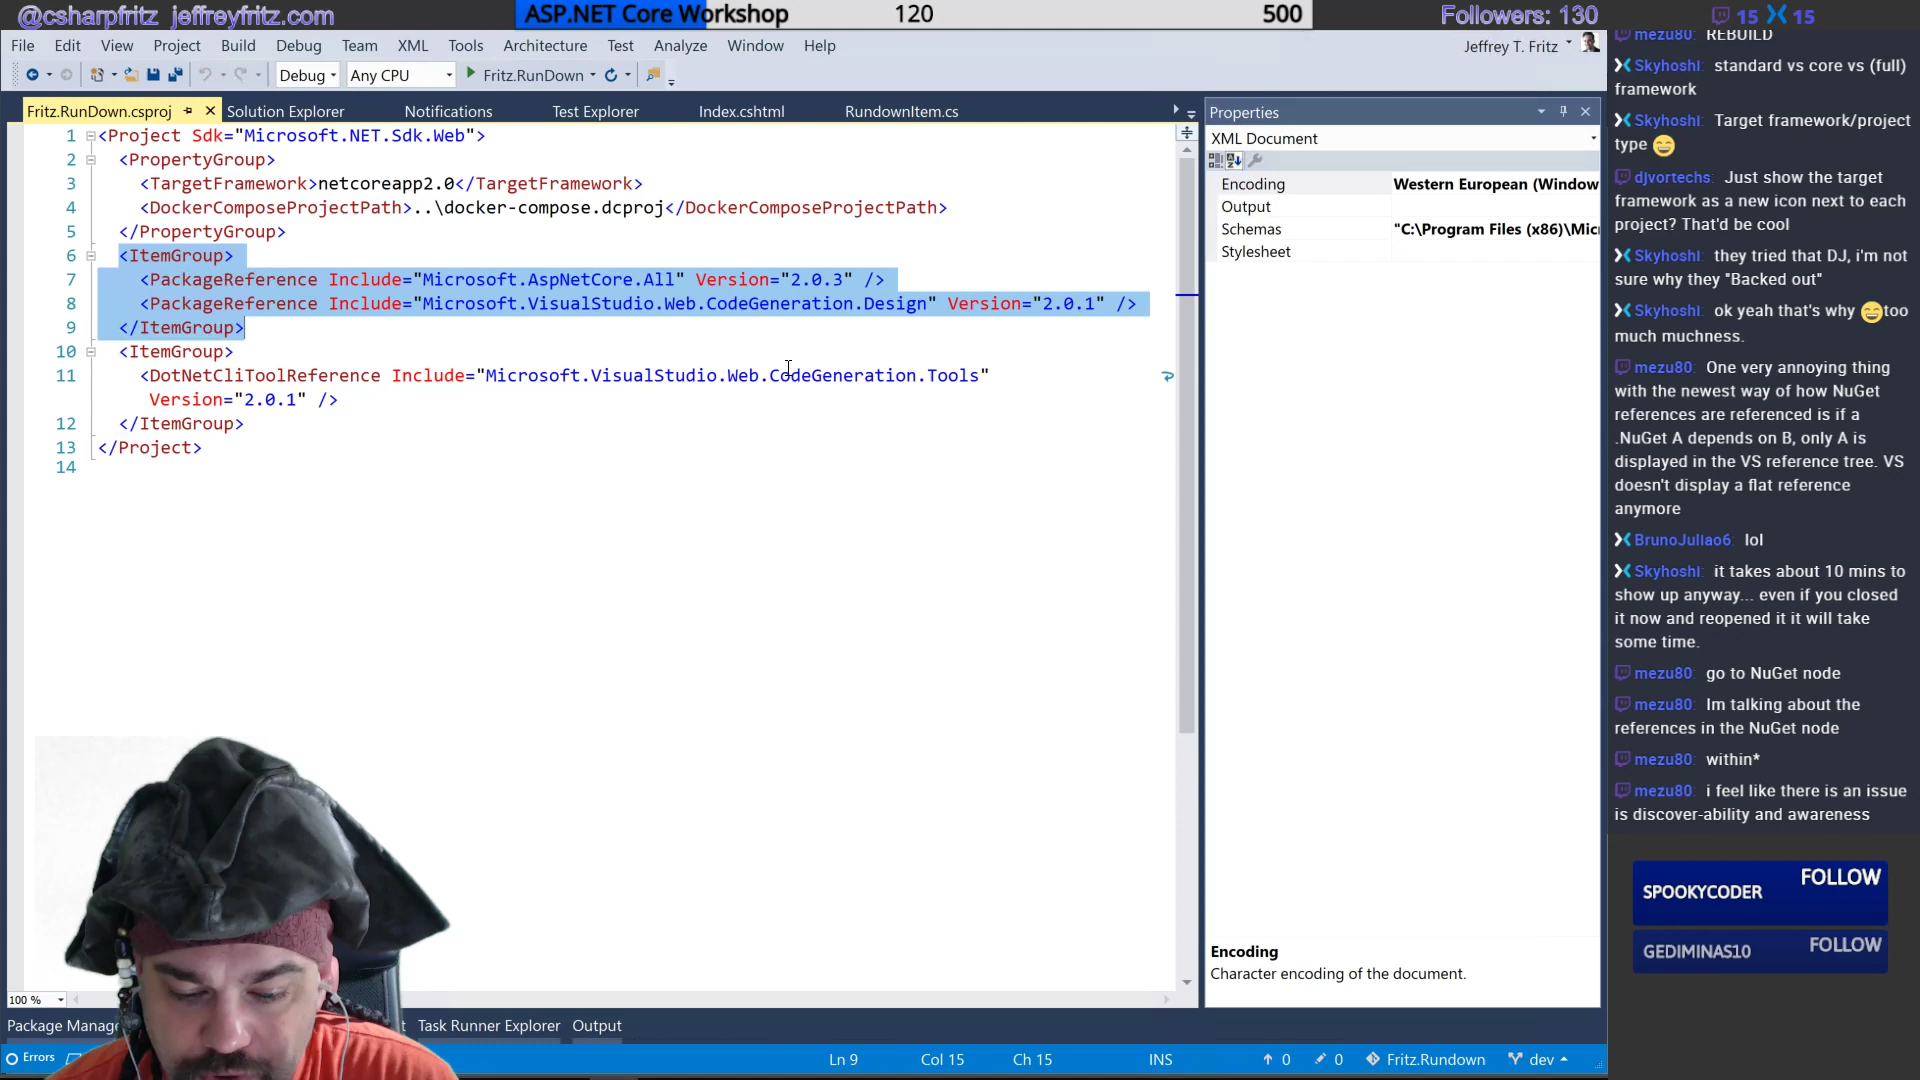 @csharpfritz jeffreyfritz.com
ASP.NET Core Workshop 120 500
Followers: 130
15 15
File Edit View Project Build Debug Team XML Tools Architecture Test Analyze Window Help
Jeffrey T. Fritz
Debug Any CPU Fritz.RunDown
Fritz.RunDown.csproj Solution Explorer Notifications Test Explorer Index.cshtml RundownItem.cs
1 <Project Sdk="Microsoft.NET.Sdk.Web">
2 <PropertyGroup>
3 <TargetFramework>netcoreapp2.0</TargetFramework>
4 <DockerComposeProjectPath>..\docker-compose.dcproj</DockerComposeProjectPath>
5 </PropertyGroup>
6 <ItemGroup>
7 <PackageReference Include="Microsoft.AspNetCore.All" Version="2.0.3" />
8 <PackageReference Include="Microsoft.VisualStudio.Web.CodeGeneration.Design" Version="2.0.1" />
9 </ItemGroup>
10 <ItemGroup>
11 <DotNetCliToolReference Include="Microsoft.VisualStudio.Web.CodeGeneration.Tools"
Version="2.0.1" />
12 </ItemGroup>
13 </Project>
14
100 %
Package Manag
Task Runner Explorer Output
Errors
Ln 9 Col 15 Ch 15 INS 0 0 Fritz.Rundown dev
Properties
XML Document
Encoding Western European (Window
Output
Schemas "C:\Program Files (x86)\Micr
Stylesheet
Encoding
Character encoding of the document.
mezu80: REBUILD
Skyhoshi: standard vs core vs (full)
framework
Skyhoshi: Target framework/project
type
djvortechs: Just show the target
framework as a new icon next to each
project? That'd be cool
Skyhoshi: they tried that DJ, i'm not
sure why they "Backed out"
Skyhoshi: ok yeah that's why too
much muchness.
mezu80: One very annoying thing
with the newest way of how NuGet
references are referenced is if a
.NuGet A depends on B, only A is
displayed in the VS reference tree. VS
doesn't display a flat reference
anymore
BrunoJuliao6: lol
Skyhoshi: it takes about 10 mins to
show up anyway... even if you closed
it now and reopened it it will take
some time.
mezu80: go to NuGet node
mezu80: Im talking about the
references in the NuGet node
mezu80: within*
mezu80: i feel like there is an issue
is discover-ability and awareness
SPOOKYCODER FOLLOW
GEDIMINAS10 FOLLOW